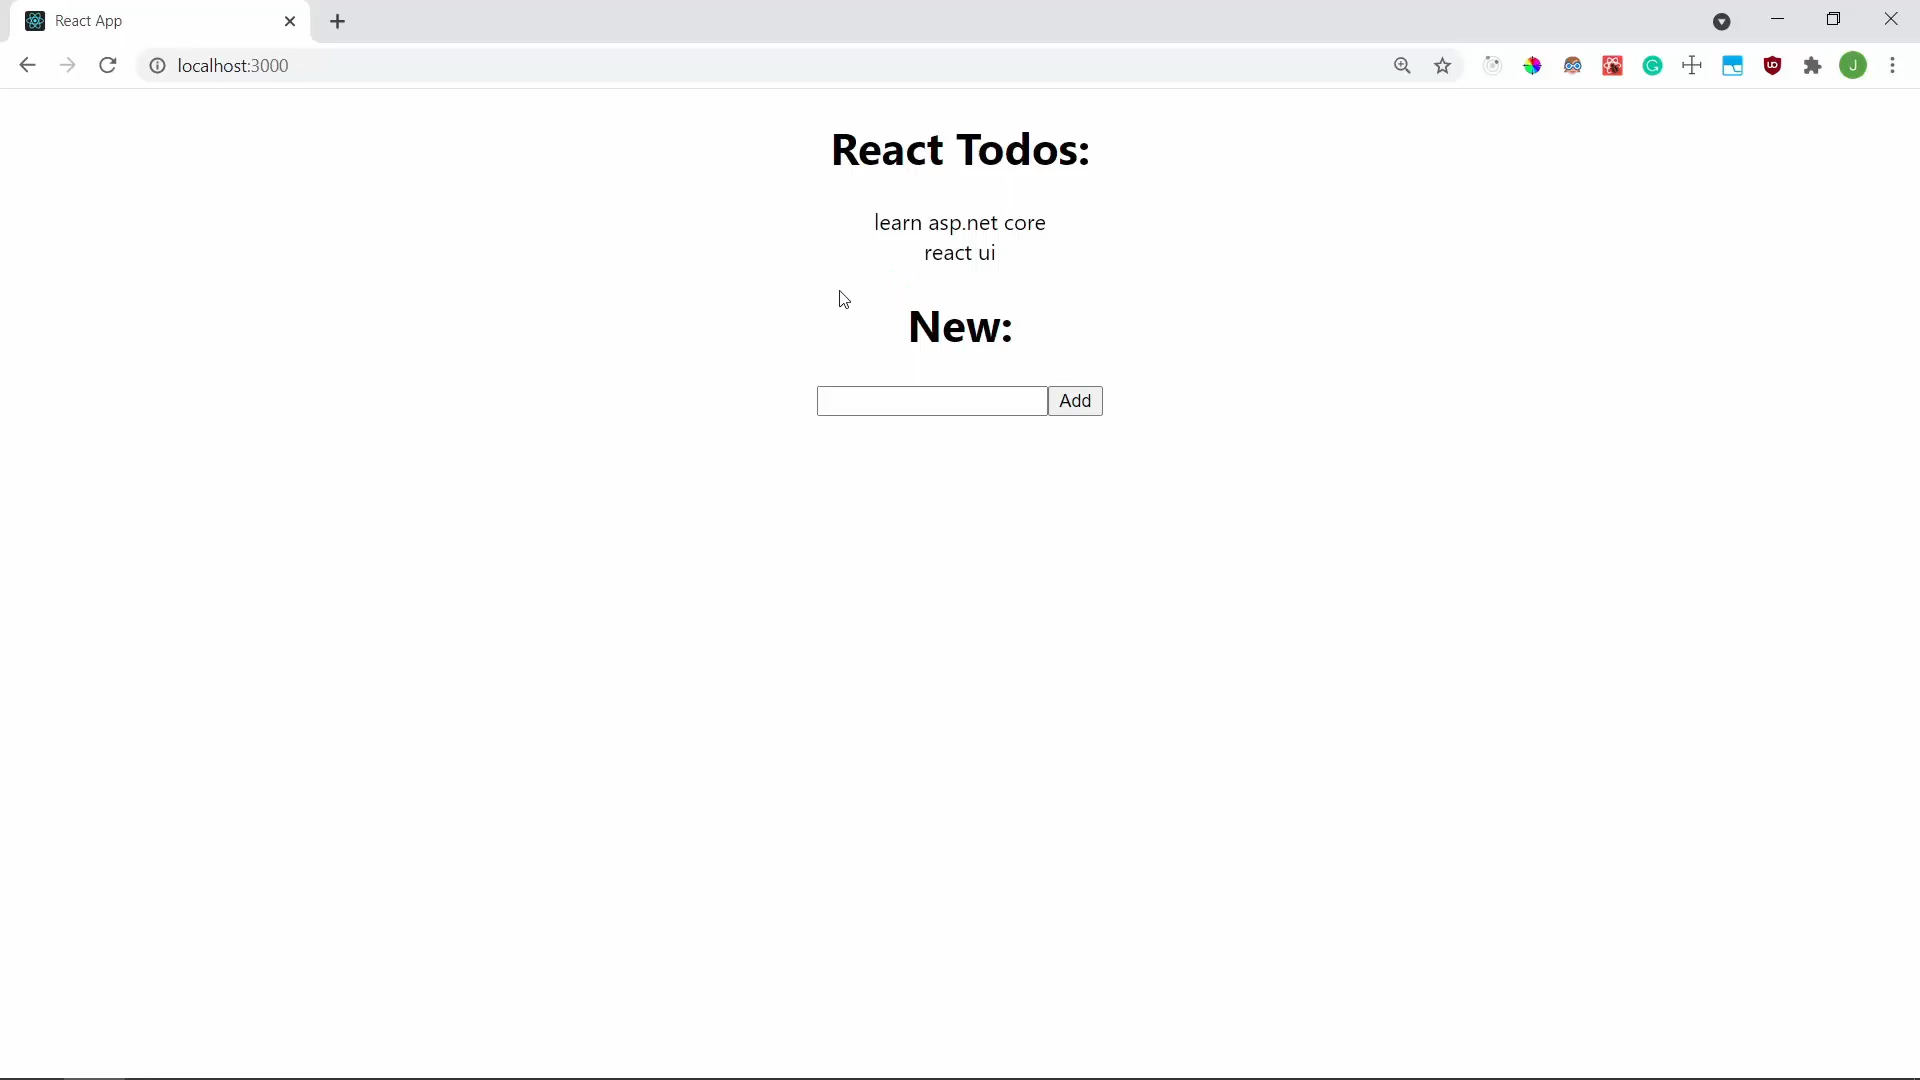 React App
localhost:3000
J
React Todos:
learn asp.net core
react ui
New:
Add